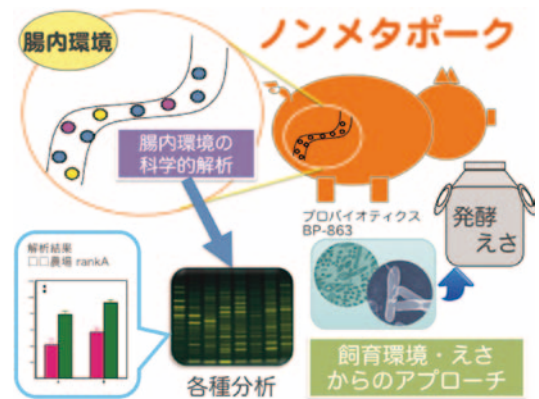 腸内環境
ノンメタポーク
腸内環境の
科学的解析
プロバイオティクス
BP-863
発酵
えさ
解析結果
□□農場 rankA
各種分析
飼育環境・えさ
からのアプローチ